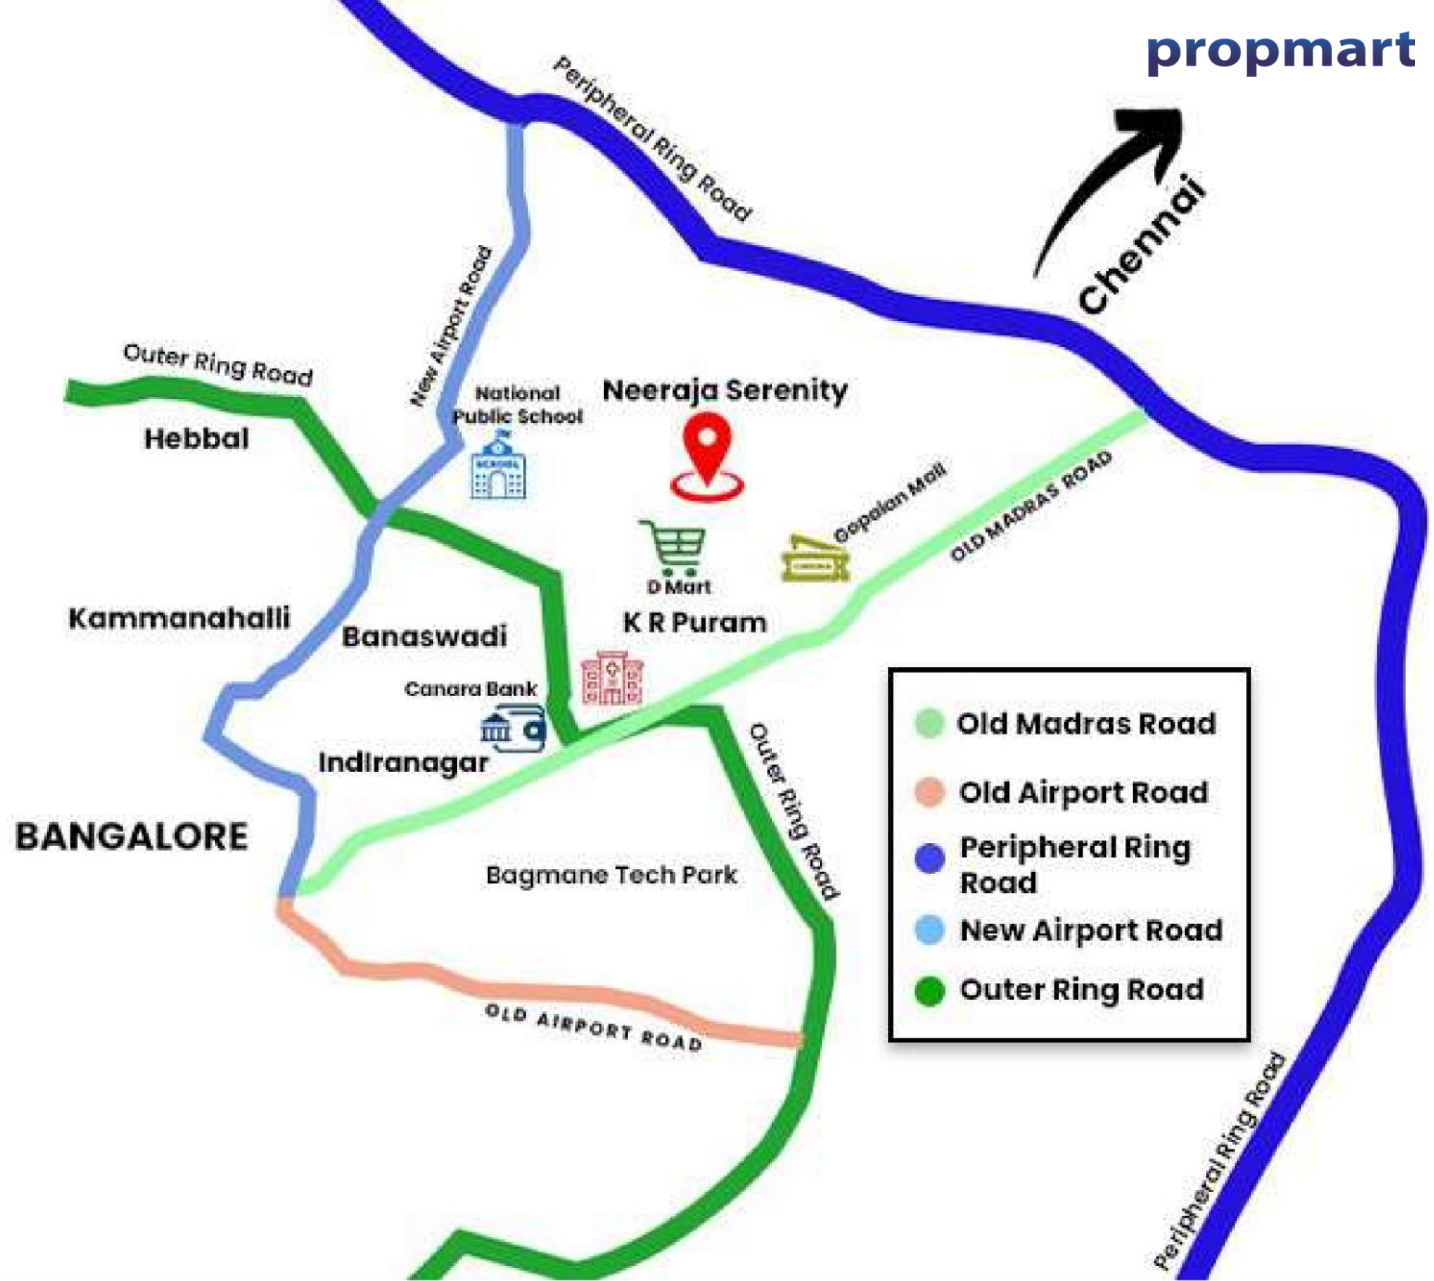 propmart
Peripheral Ring Road
Chennai
New Airport Road
Outer Ring Road
Hebbal
National
Public School
SCHOOL
Neeraja Serenity
Gopalan Mall
OLD MADRAS ROAD
D Mart
K R Puram
Kammanahalli
Banaswadi
Canara Bank
IndIranagar
Outer Ring Road
BANGALORE
Bagmane Tech Park
OLD AIRPORT ROAD
Old Madras Road
Old Airport Road
Peripheral Ring
Road
New Airport Road
Outer Ring Road
Peripheral Ring Road